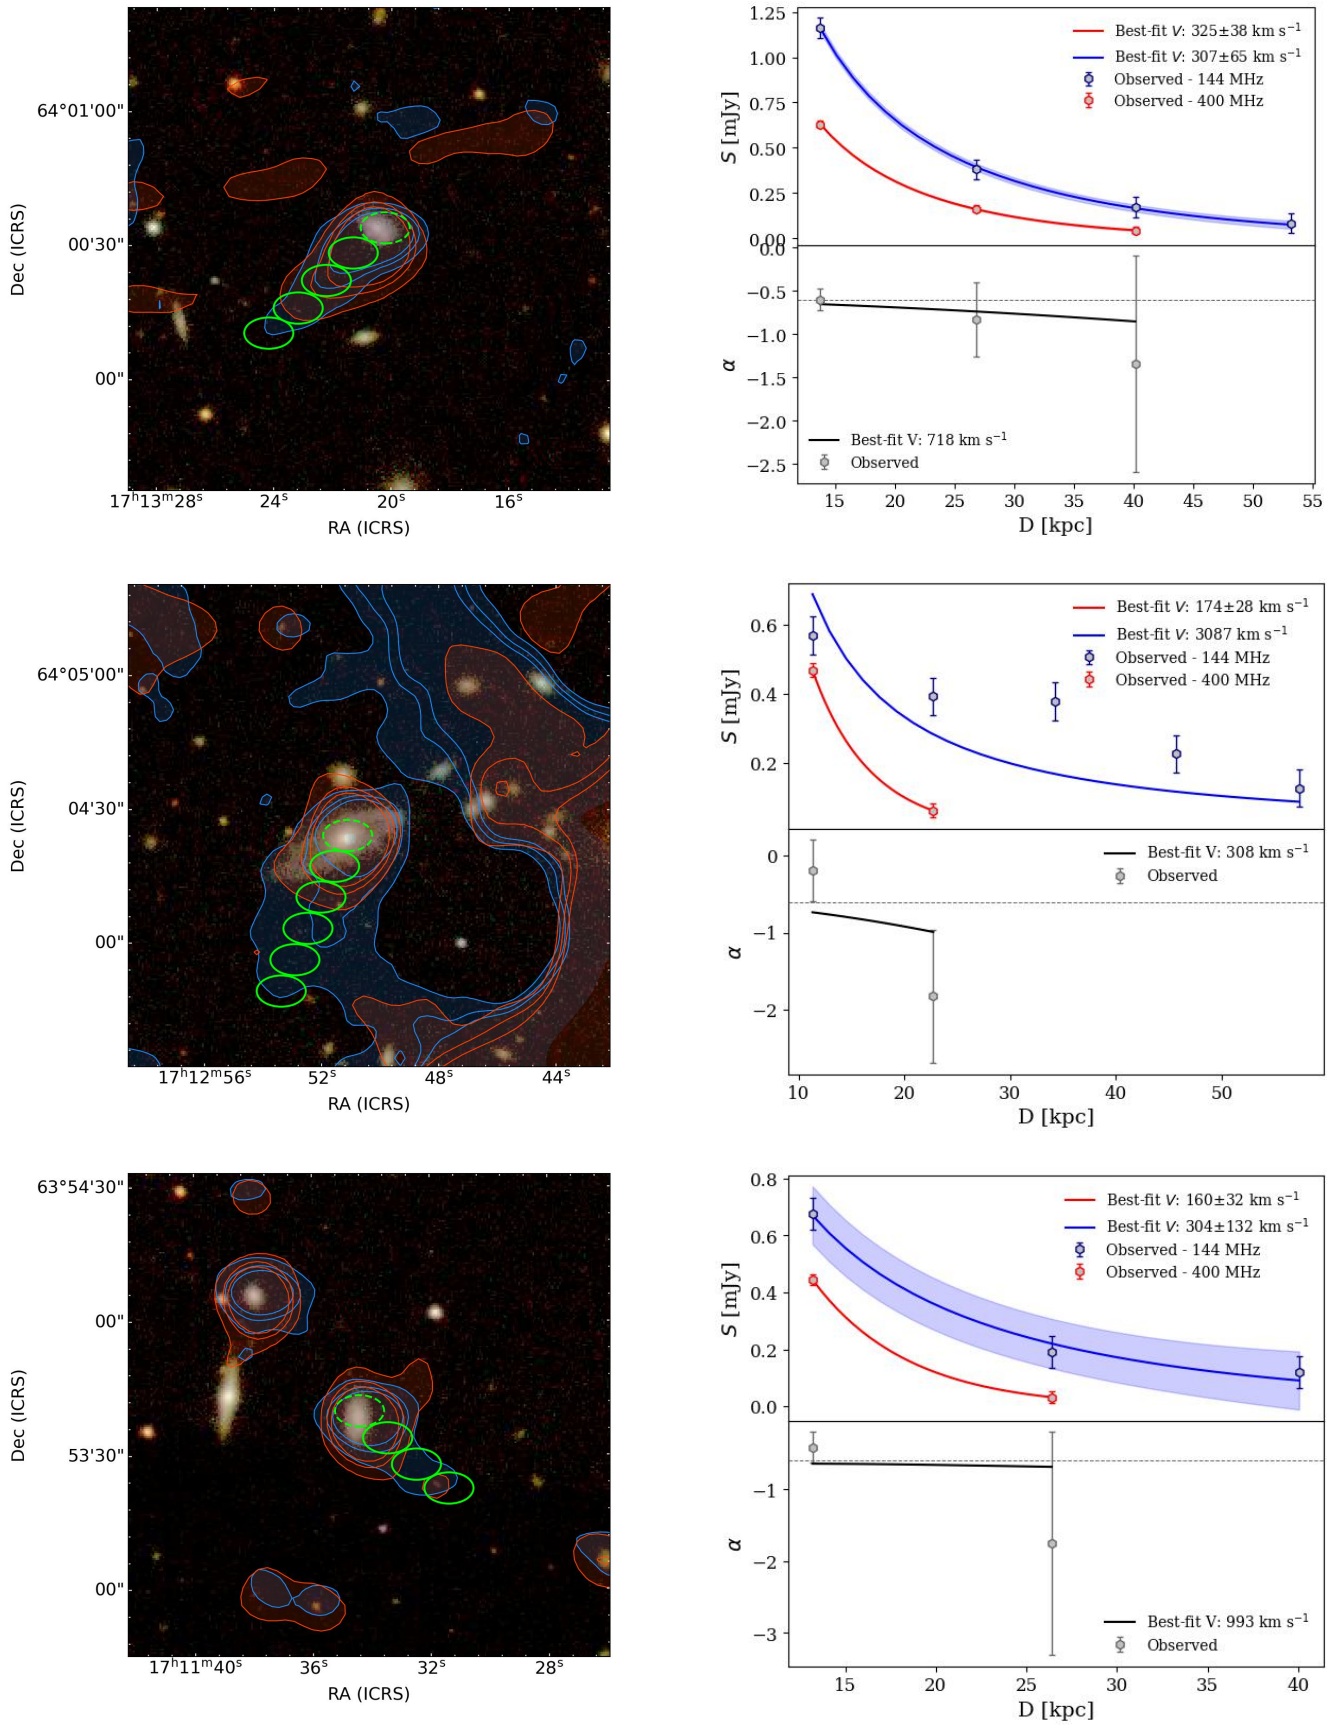 64°01'00"
00'30"
00"
Dec (ICRS)
17ʰ13ᵐ28ˢ 24ˢ 20ˢ 16ˢ
RA (ICRS)
1.25
1.00
0.75
0.50
0.25
0.00
S [mJy]
Best-fit V: 325±38 km s⁻¹
Best-fit V: 307±65 km s⁻¹
Observed - 144 MHz
Observed - 400 MHz
0.0
−0.5
−1.0
−1.5
−2.0
−2.5
α
Best-fit V: 718 km s⁻¹
Observed
15 20 25 30 35 40 45 50 55
D [kpc]
64°05'00"
04'30"
00"
Dec (ICRS)
17ʰ12ᵐ56ˢ 52ˢ 48ˢ 44ˢ
RA (ICRS)
0.6
0.4
0.2
S [mJy]
Best-fit V: 174±28 km s⁻¹
Best-fit V: 3087 km s⁻¹
Observed - 144 MHz
Observed - 400 MHz
0
−1
−2
α
Best-fit V: 308 km s⁻¹
Observed
10 20 30 40 50
D [kpc]
63°54'30"
00"
53'30"
00"
Dec (ICRS)
17ʰ11ᵐ40ˢ 36ˢ 32ˢ 28ˢ
RA (ICRS)
0.8
0.6
0.4
0.2
0.0
S [mJy]
Best-fit V: 160±32 km s⁻¹
Best-fit V: 304±132 km s⁻¹
Observed - 144 MHz
Observed - 400 MHz
−1
−2
−3
α
Best-fit V: 993 km s⁻¹
Observed
15 20 25 30 35 40
D [kpc]